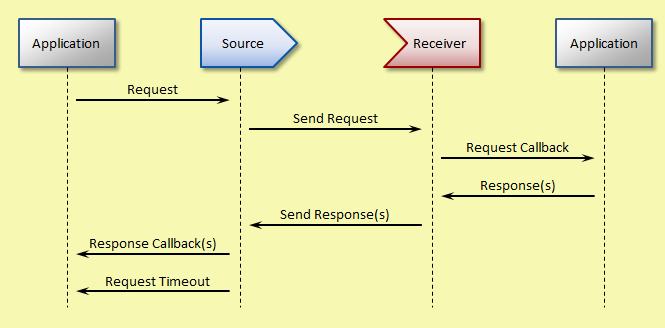 Application
Source
Receiver
Application
Request
Send Request
Request Callback
Response(s)
Send Response(s)
Response Callback(s)
Request Timeout